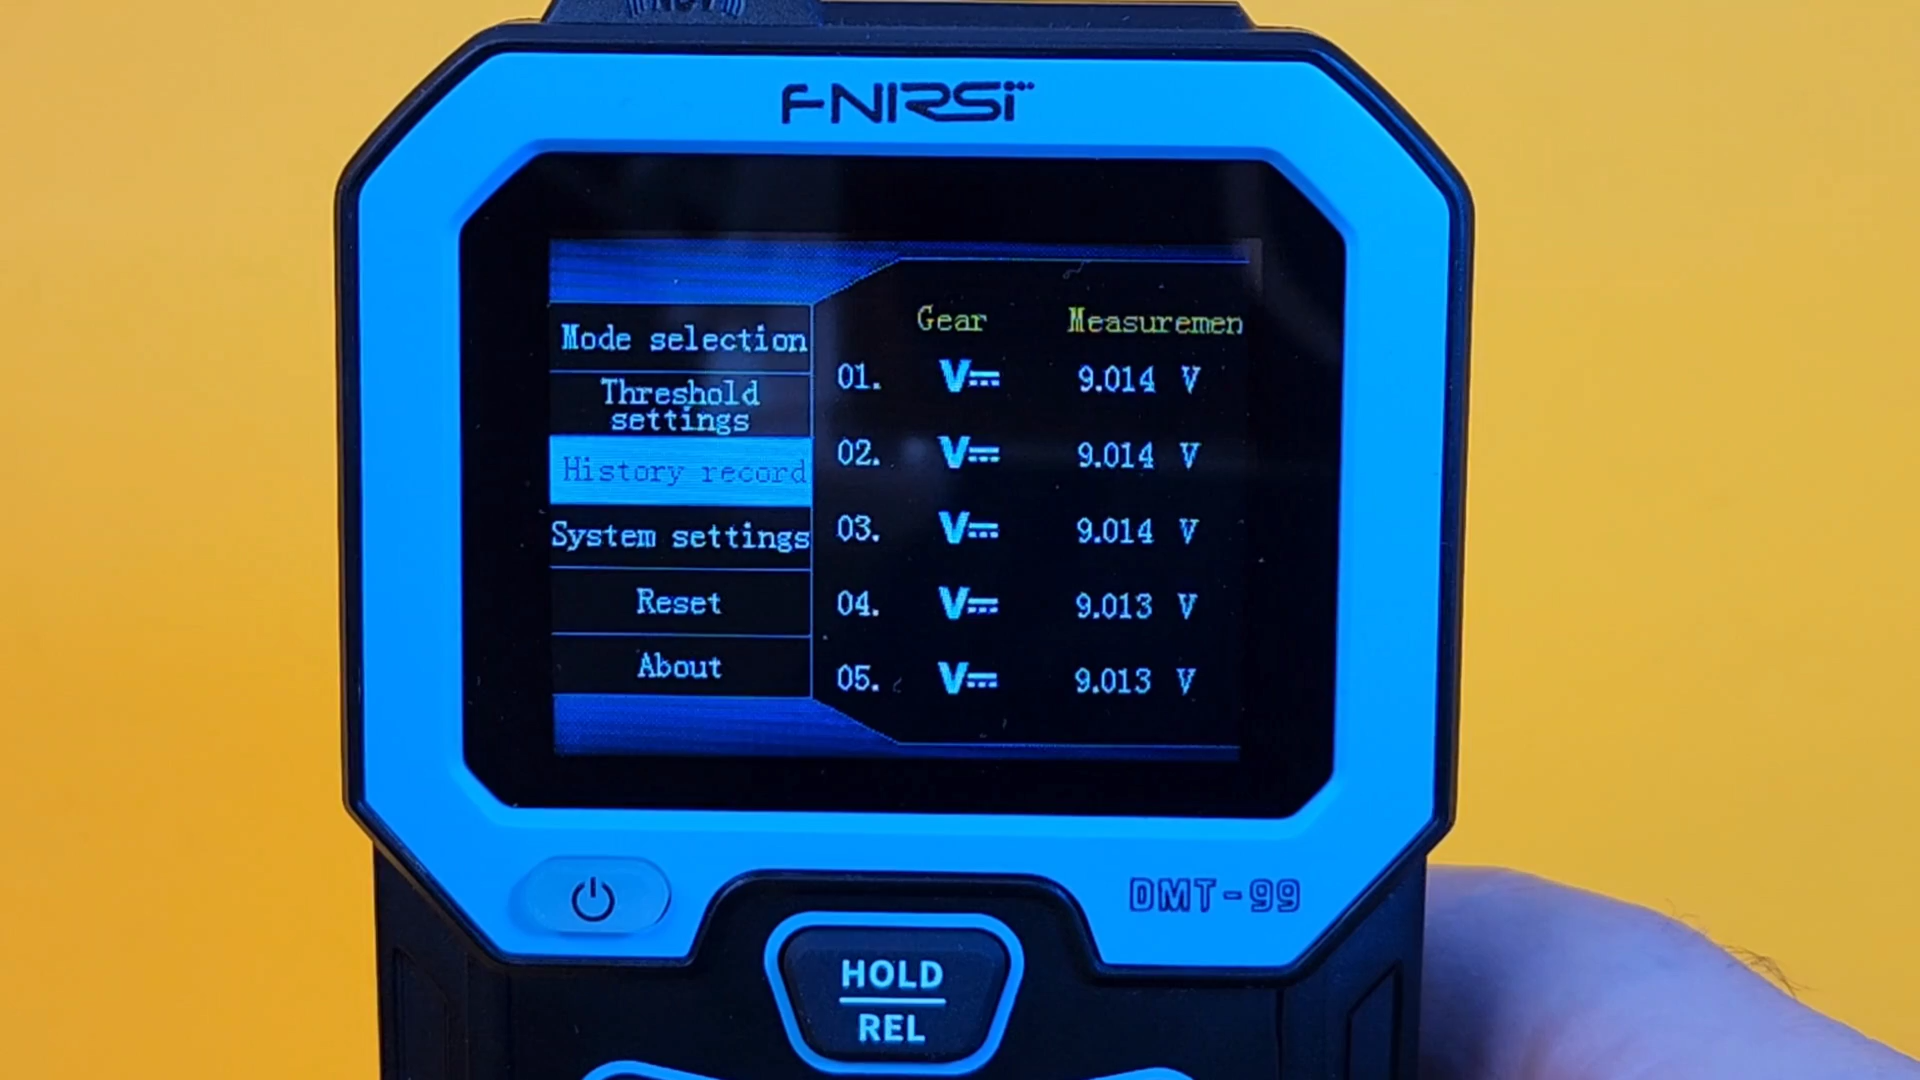 NCV
FNIRSI
Gear Measuremen
Mode selection
Threshold
settings
History record
System settings
Reset
About
01. V 9.014 V
02. V 9.014 V
03. V 9.014 V
04. V 9.013 V
05. V 9.013 V
DMT-99
HOLD
REL